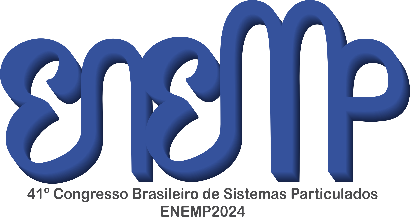 ENEMP
41º Congresso Brasileiro de Sistemas Particulados
ENEMP2024